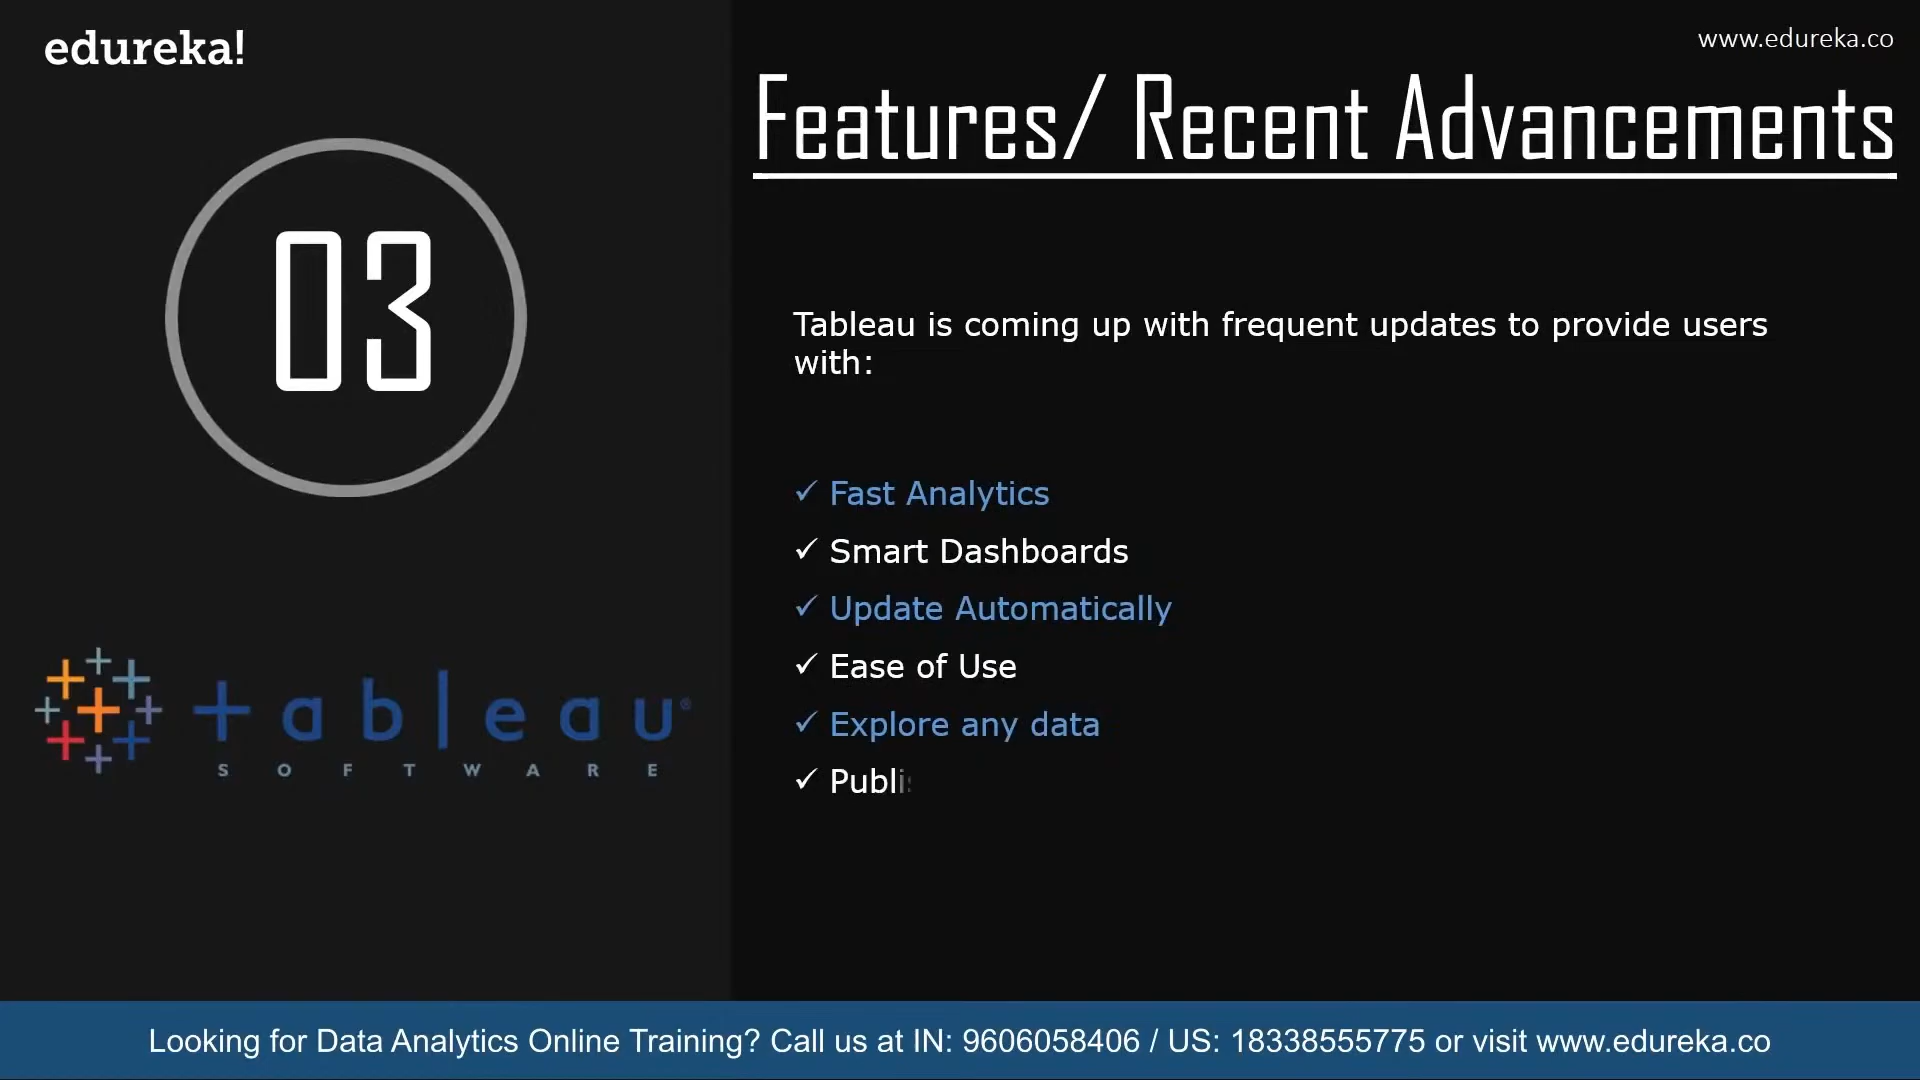 edureka!
www.edureka.co
Features/ Recent Advancements
03
Tableau is coming up with frequent updates to provide users
with:
✓ Fast Analytics
✓ Smart Dashboards
✓ Update Automatically
✓ Ease of Use
✓ Explore any data
✓ Publi
tableau®
SOFTWARE
Looking for Data Analytics Online Training? Call us at IN: 9606058406 / US: 18338555775 or visit www.edureka.co